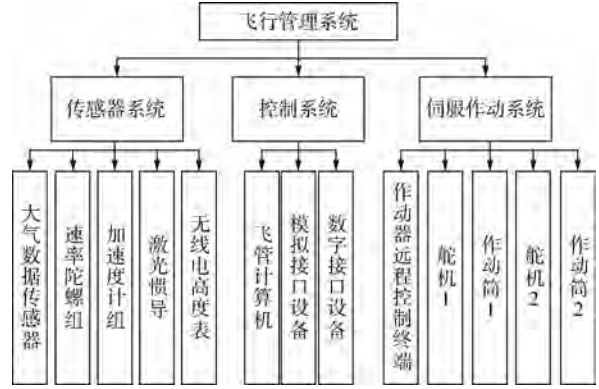 飞行管理系统
传感器系统
控制系统
伺服作动系统
大气数据传感器
速率陀螺组
加速度计组
激光惯导
无线电高度表
飞管计算机
模拟接口设备
数字接口设备
作动器远程控制终端
舵机1
作动筒1
舵机2
作动筒2